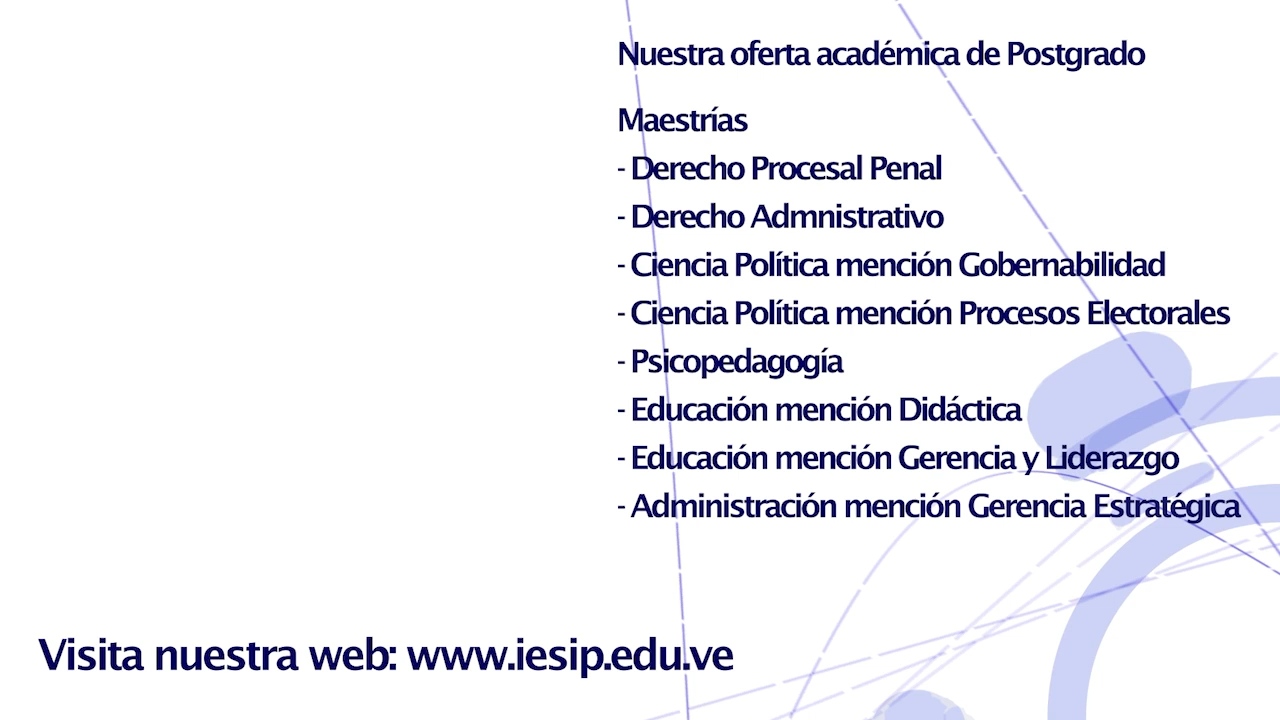 Nuestra oferta académica de Postgrado
Maestrías
- Derecho Procesal Penal
- Derecho Admnistrativo
- Ciencia Política mención Gobernabilidad
- Ciencia Política mención Procesos Electorales
- Psicopedagogía
- Educación mención Didáctica
- Educación mención Gerencia y Liderazgo
- Administración mención Gerencia Estratégica
Visita nuestra web: www.iesip.edu.ve